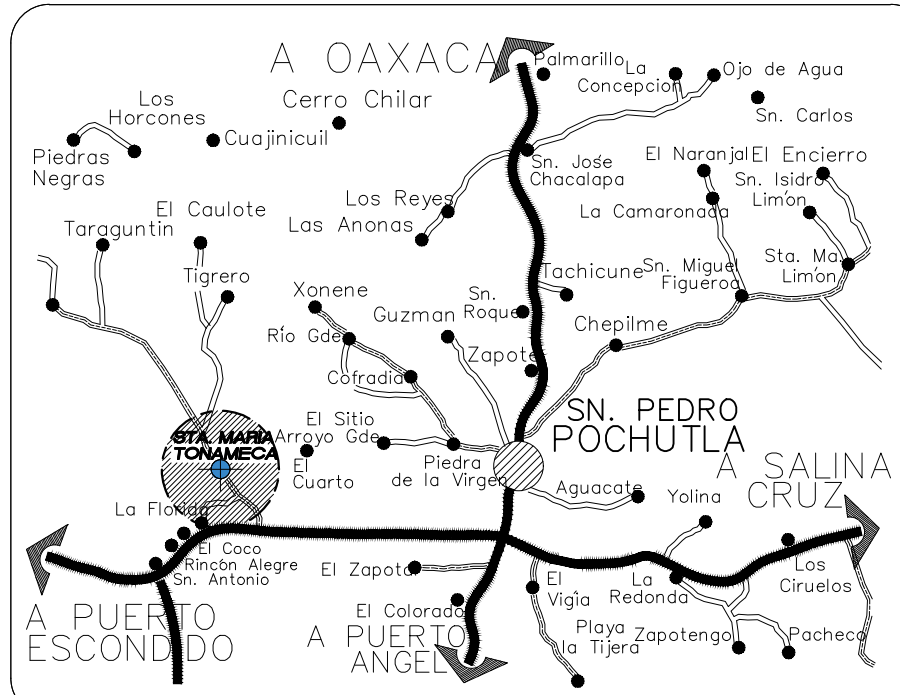 A OAXACA
Palmarillo
La
Concepcion
Ojo de Agua
Sn. Carlos
Los
Horcones
Cerro Chilar
Cuajinicuil
Piedras
Negras
Sn. Jose
Chacalapa
El Naranjal
El Encierro
Sn. Isidro
Limón
La Camaronada
Los Reyes
Las Anonas
El Caulote
Taraguntin
Tigrero
Xonene
Río Gde
Guzman
Sn.
Roque
Tachicune
Sn. Miguel
Figueroa
Sta. Ma.
Limón
Chepilme
Zapote
Cofradia
El Sitio
Arroyo Gde
SN. PEDRO
POCHUTLA
STA. MARIA
TONAMECA
El
Cuarto
Piedra
de la Virgen
A SALINA
CRUZ
Aguacate
Yolina
La Florida
El Coco
Rincón Alegre
Sn. Antonio
El Zapote
El Colorado
El
Vigía
La
Redonda
Los
Ciruelos
A PUERTO
ESCONDIDO
A PUERTO
ANGEL
Playa
la Tijera
Zapotengo
Pacheco